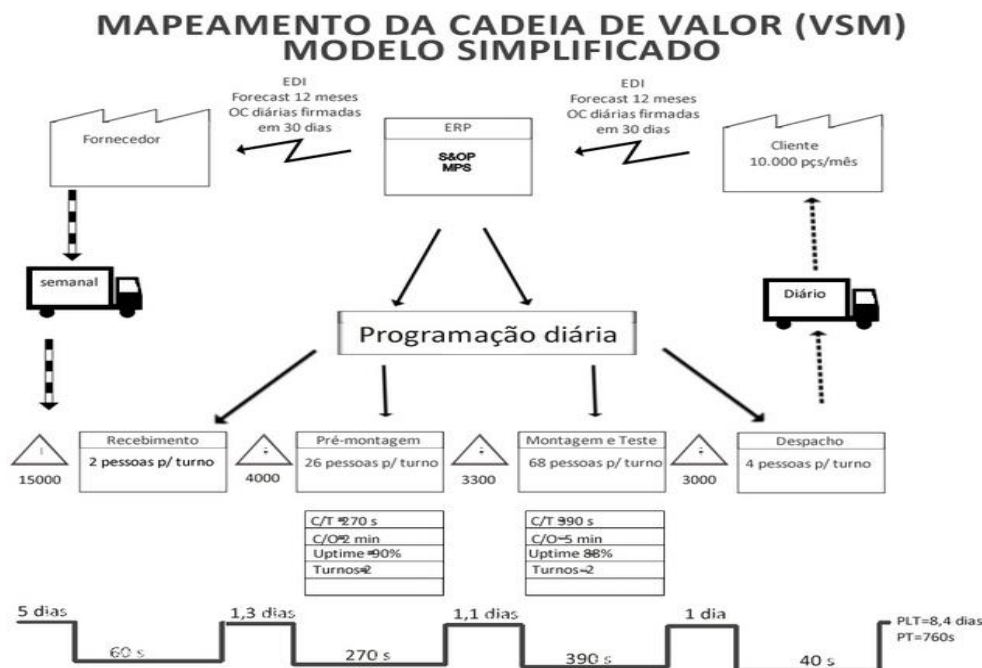 MAPEAMENTO DA CADEIA DE VALOR (VSM)
MODELO SIMPLIFICADO
EDI
Forecast 12 meses
OC diárias firmadas
em 30 dias
EDI
Forecast 12 meses
OC diárias firmadas
em 30 dias
Fornecedor
ERP
S&OP
MPS
Cliente
10.000 pçs/mês
semanal
Diário
Programação diária
Recebimento
2 pessoas p/ turno
Pré-montagem
26 pessoas p/ turno
Montagem e Teste
68 pessoas p/ turno
Despacho
4 pessoas p/ turno
15000
4000
3300
3000
C/T=270 s
C/O=2 min
Uptime=90%
Turnos=2
C/T=390 s
C/O=5 min
Uptime=88%
Turnos=2
5 dias
1,3 dias
1,1 dias
1 dia
PLT=8,4 dias
PT=760s
60 s
270 s
390 s
40 s